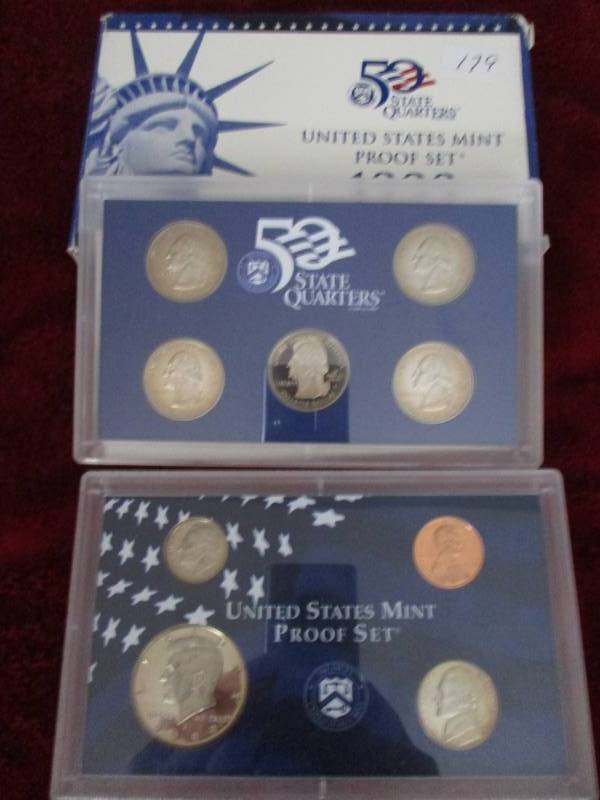 179
50
STATE
QUARTERS
UNITED STATES MINT
PROOF SET
50
STATE
QUARTERS
UNITED STATES MINT
PROOF SET